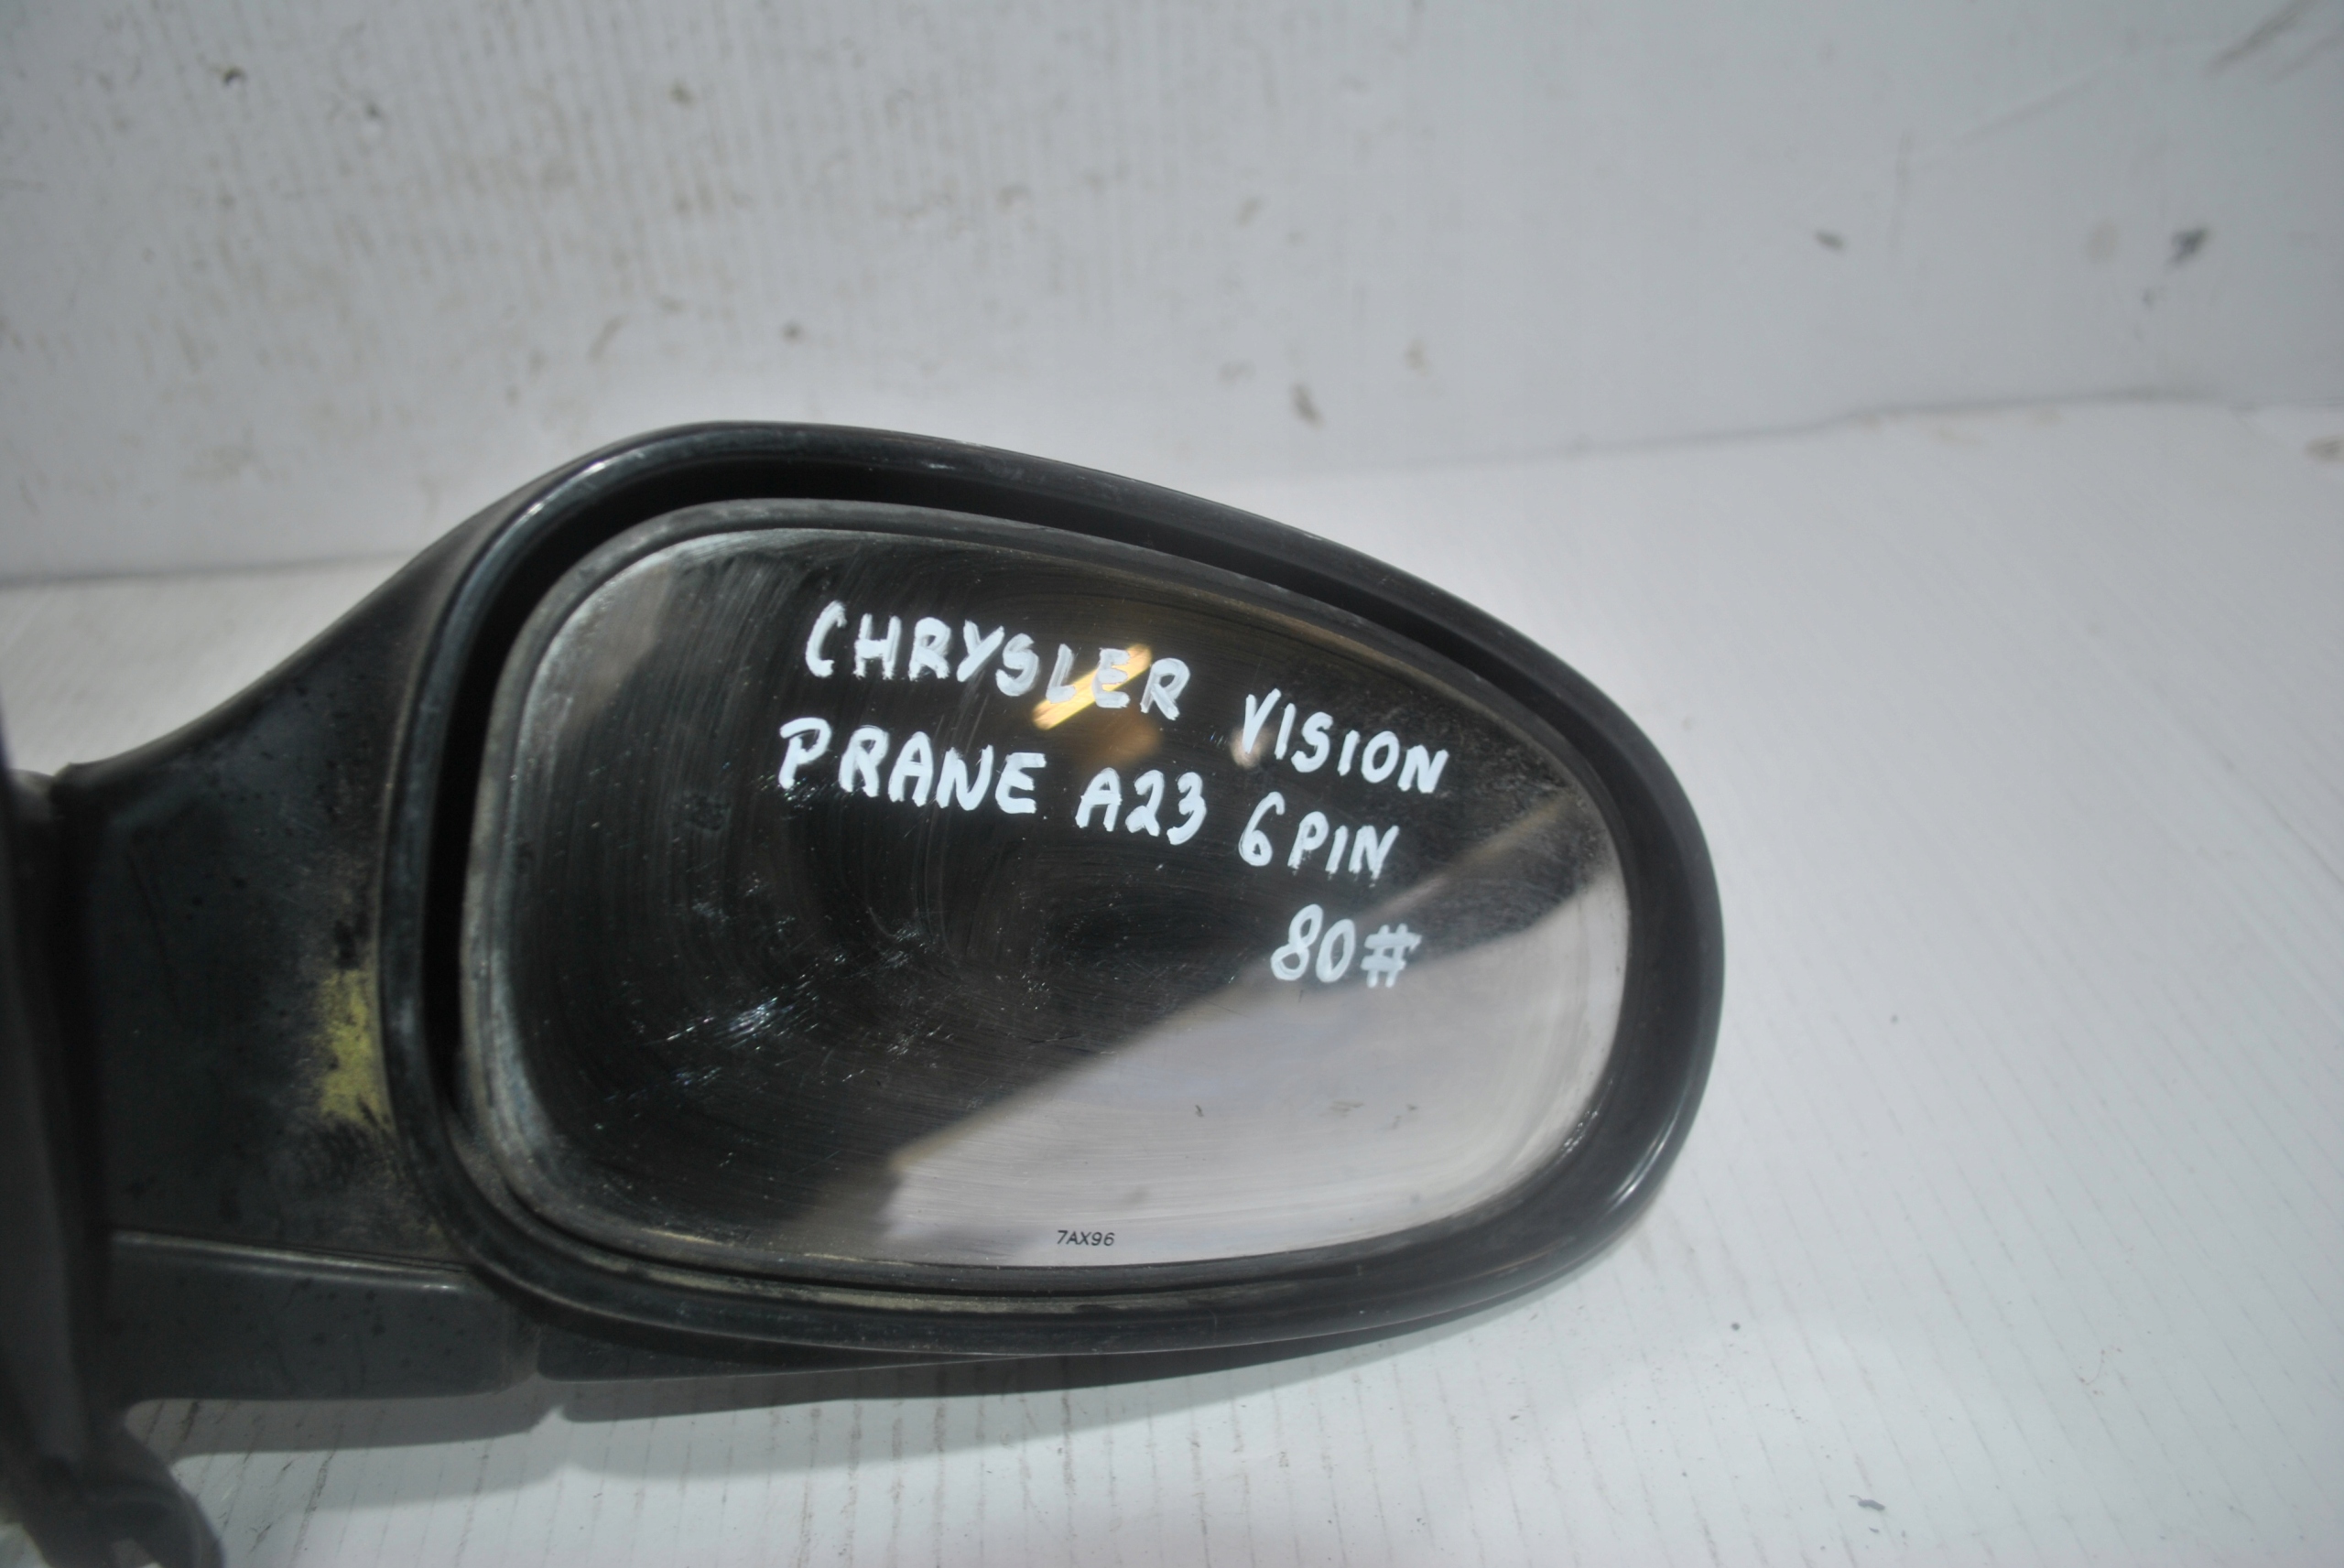 CHRYSLER VISION
PRANE A23 6PIN
80#
7AX96